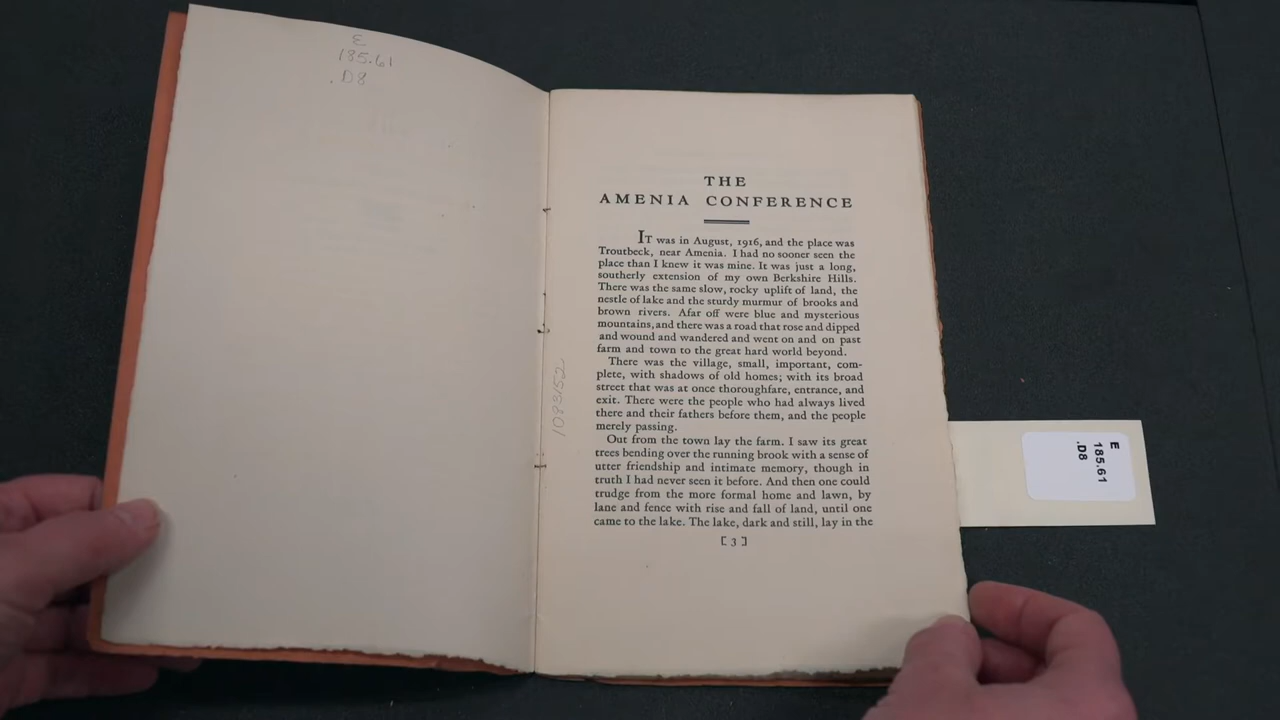 E
185.61
.D8
THE
AMENIA CONFERENCE
IT was in August, 1916, and the place was
Troutbeck, near Amenia. I had no sooner seen the
place than I knew it was mine. It was just a long,
southerly extension of my own Berkshire Hills.
There was the same slow, rocky uplift of land, the
nestle of lake and the sturdy murmur of brooks and
brown rivers. Afar off were blue and mysterious
mountains, and there was a road that rose and dipped
and wound and wandered and went on and on past
farm and town to the great hard world beyond.
There was the village, small, important, com-
plete, with shadows of old homes; with its broad
street that was at once thoroughfare, entrance, and
exit. There were the people who had always lived
there and their fathers before them, and the people
merely passing.
Out from the town lay the farm. I saw its great
trees bending over the running brook with a sense of
utter friendship and intimate memory, though in
truth I had never seen it before. And then one could
trudge from the more formal home and lawn, by
lane and fence with rise and fall of land, until one
came to the lake. The lake, dark and still, lay in the
[ 3 ]
1083152
E
185.61
.D8